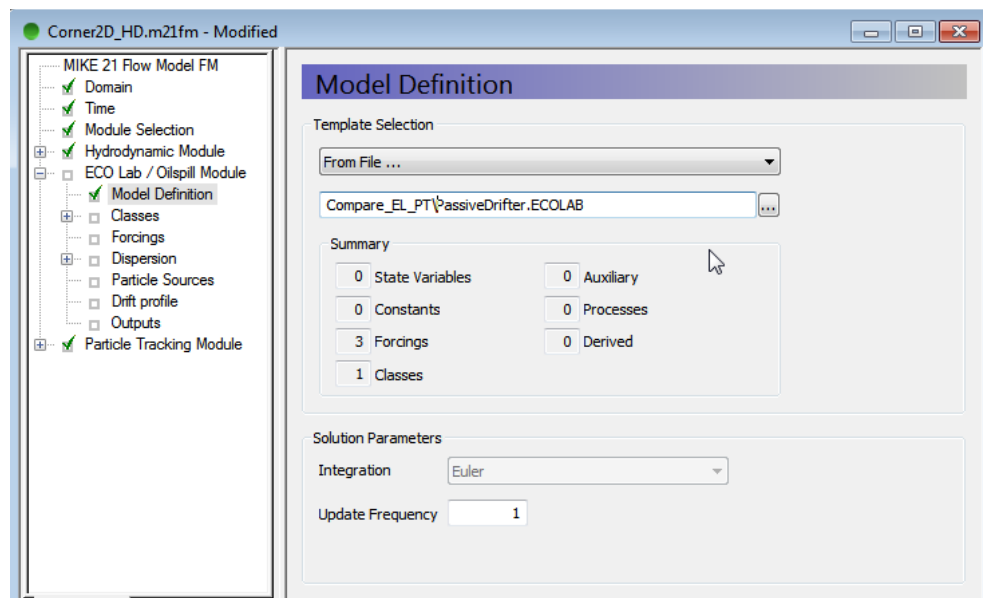 Corner2D_HD.m21fm - Modified
MIKE 21 Flow Model FM
Domain
Time
Module Selection
Hydrodynamic Module
ECO Lab / Oilspill Module
Model Definition
Classes
Forcings
Dispersion
Particle Sources
Drift profile
Outputs
Particle Tracking Module
Model Definition
Template Selection
From File ...
Compare_EL_PT\PassiveDrifter.ECOLAB
...
Summary
0 State Variables 0 Auxiliary
0 Constants 0 Processes
3 Forcings 0 Derived
1 Classes
Solution Parameters
Integration Euler
Update Frequency 1